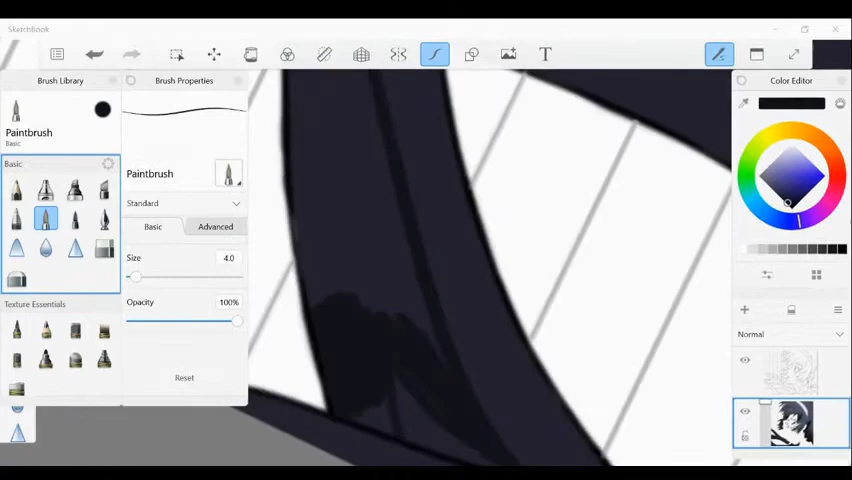 SketchBook
T
Brush Library
Brush Properties
Color Editor
Paintbrush
Basic
Paintbrush
Basic
Standard
Basic
Advanced
Size
4.0
Opacity
100%
Texture Essentials
Normal
Reset